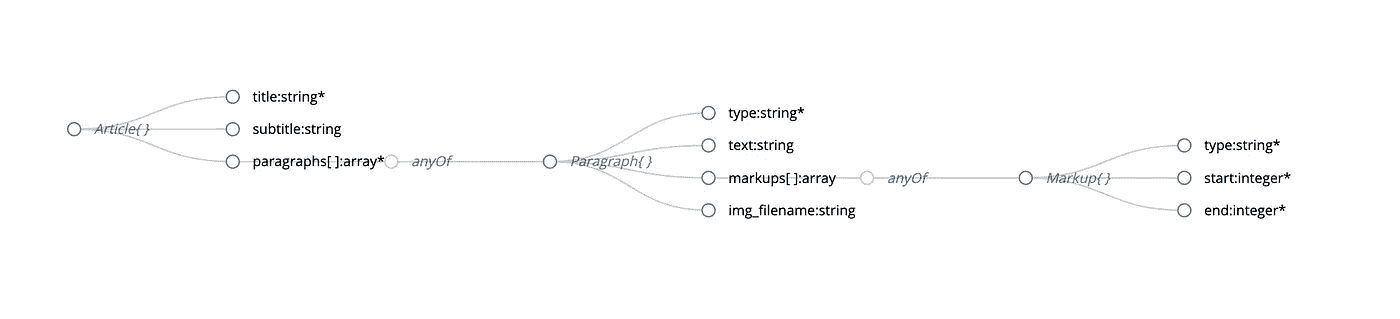 Article{ }
title:string*
subtitle:string
paragraphs[ ]:array*
anyOf
Paragraph{ }
type:string*
text:string
markups[ ]:array
anyOf
img_filename:string
Markup{ }
type:string*
start:integer*
end:integer*